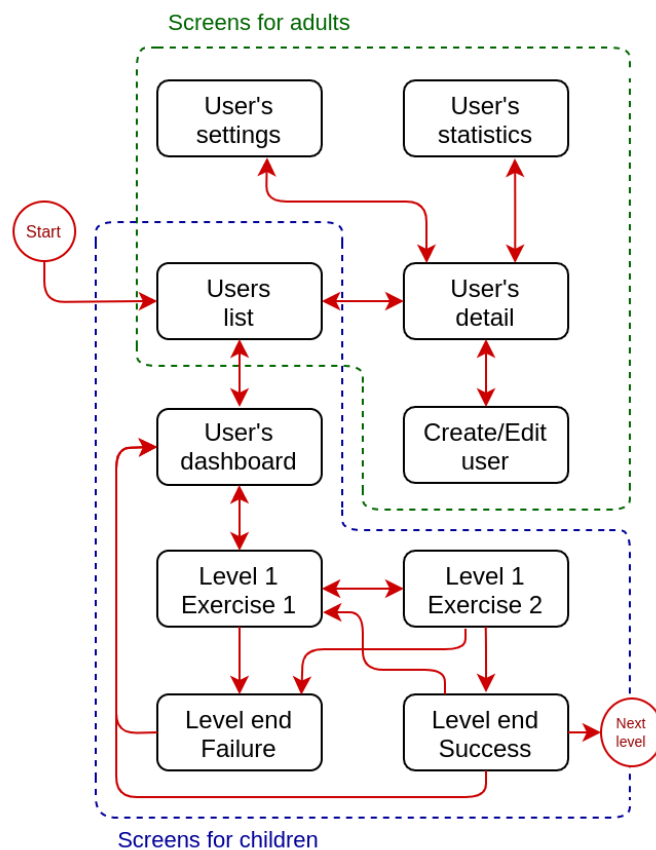 Screens for adults
User's
settings
User's
statistics
Start
Users
list
User's
detail
User's
dashboard
Create/Edit
user
Level 1
Exercise 1
Level 1
Exercise 2
Level end
Failure
Level end
Success
Next
level
Screens for children